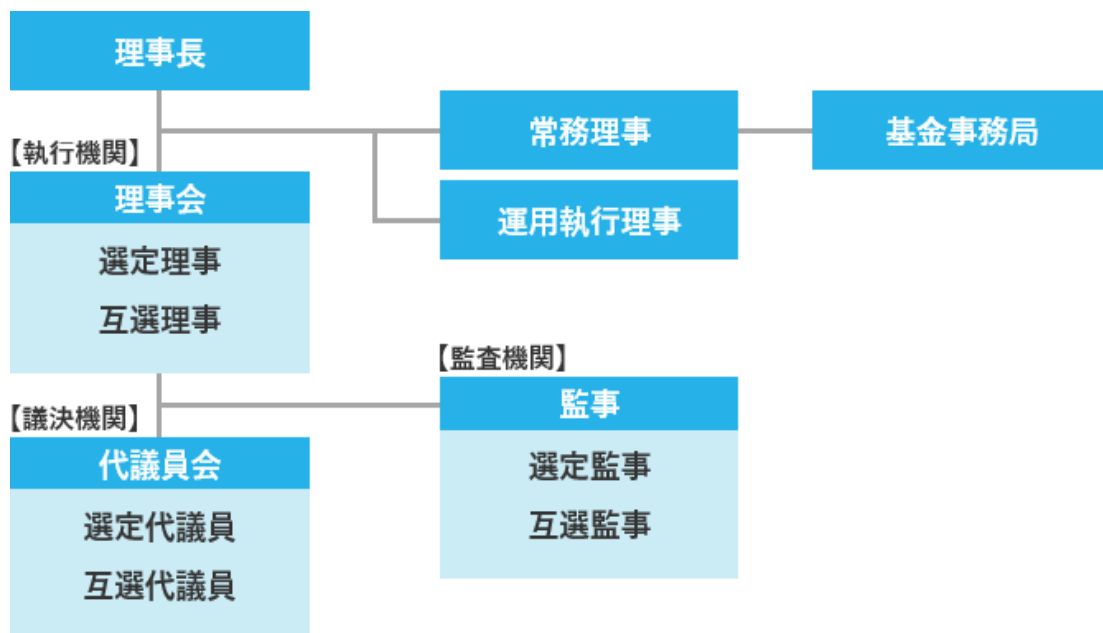 理事長
常務理事
基金事務局
【執行機関】
理事会
運用執行理事
選定理事
互選理事
【監査機関】
監事
【議決機関】
代議員会
選定監事
互選監事
選定代議員
互選代議員